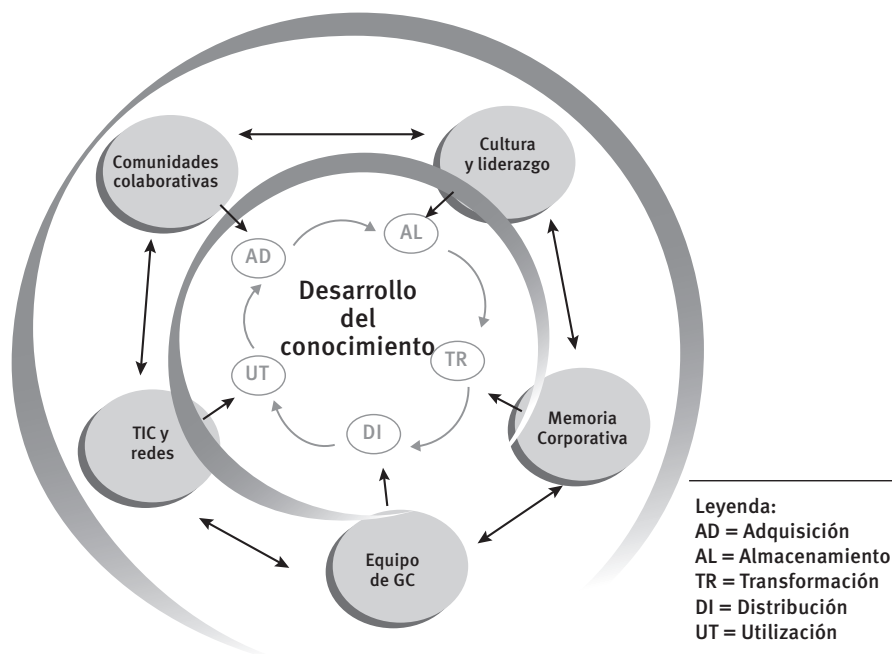 Comunidades
colaborativas
Cultura
y liderazgo
AD
AL
Desarrollo
del
conocimiento
TR
UT
DI
TIC y
redes
Memoria
Corporativa
Equipo
de GC
Leyenda:
AD = Adquisición
AL = Almacenamiento
TR = Transformación
DI = Distribución
UT = Utilización